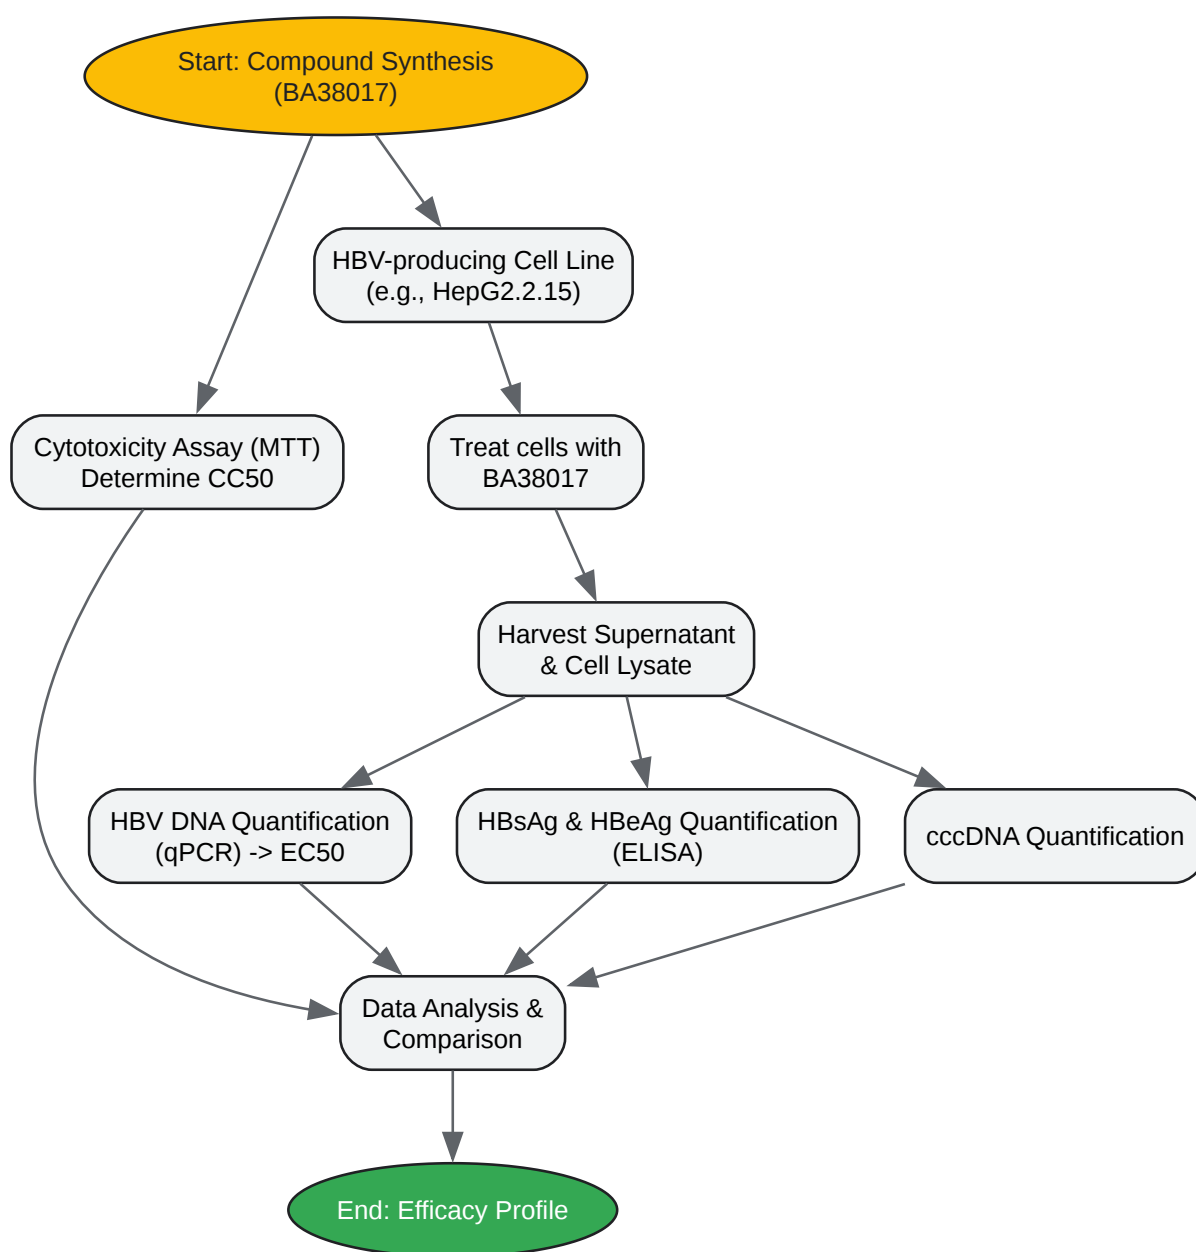 Start: Compound Synthesis
(BA38017)
HBV-producing Cell Line
(e.g., HepG2.2.15)
Cytotoxicity Assay (MTT)
Determine CC50
Treat cells with
BA38017
Harvest Supernatant
& Cell Lysate
HBV DNA Quantification
(qPCR) -> EC50
HBsAg & HBeAg Quantification
(ELISA)
cccDNA Quantification
Data Analysis &
Comparison
End: Efficacy Profile